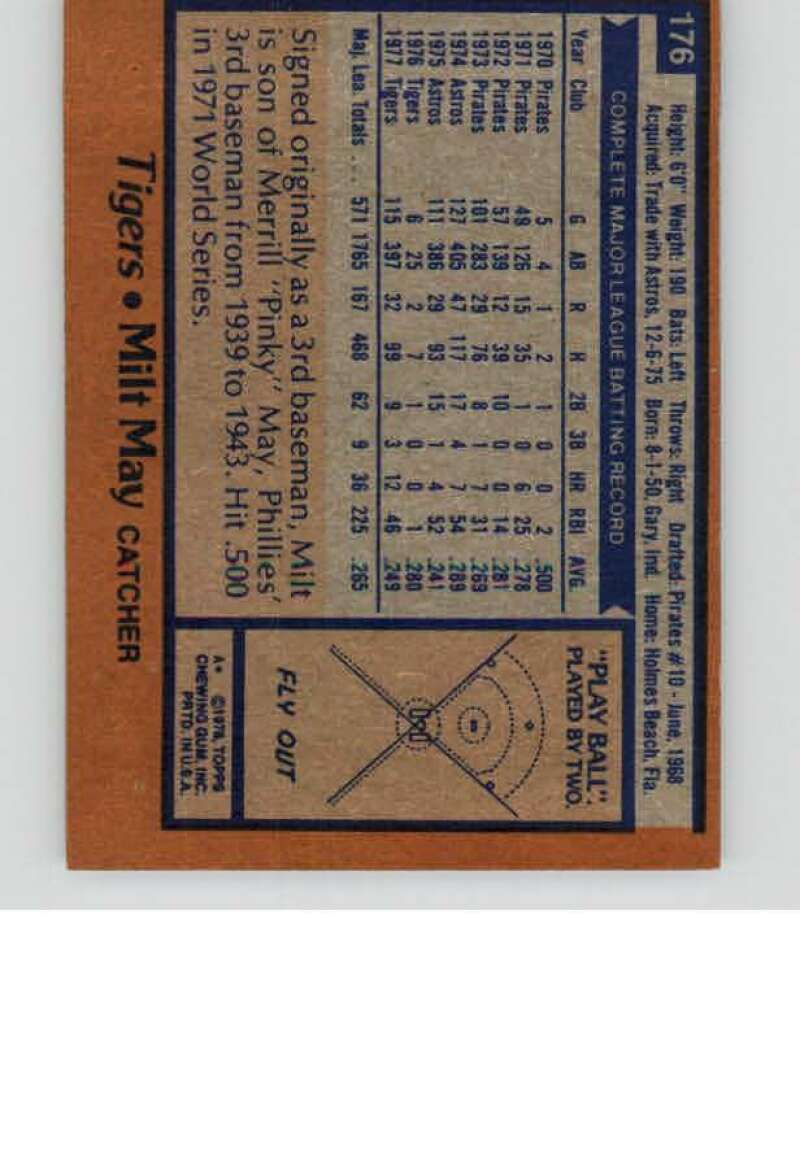 176
Height: 6'0" Weight: 190 Bats: Left Throws: Right Drafted: Pirates #10 - June, 1968
Acquired: Trade with Astros, 12-6-75 Born: 8-1-50, Gary, Ind. Home: Holmes Beach, Fla.
COMPLETE MAJOR LEAGUE BATTING RECORD
Year Club G AB R H 2B 3B HR RBI AVG.
1970 Pirates 5 4 1 2 1 0 0 2 .500
1971 Pirates 49 126 15 35 1 0 6 25 .278
1972 Pirates 57 139 12 39 10 0 0 14 .281
1973 Pirates 101 283 29 76 8 1 7 31 .269
1974 Astros 127 405 47 117 17 4 7 54 .289
1975 Astros 111 386 29 93 15 1 4 52 .241
1976 Tigers 6 25 2 7 1 0 0 1 .280
1977 Tigers 115 397 32 99 9 3 12 46 .249
Maj. Lea. Totals ... 571 1765 167 468 62 9 36 225 .265
Signed originally as a 3rd baseman, Milt
is son of Merrill "Pinky" May, Phillies'
3rd baseman from 1939 to 1943. Hit .500
in 1971 World Series.
"PLAY BALL"
PLAYED BY TWO.
FLY OUT
A* ©1978, TOPPS
CHEWING GUM, INC.
PRTD. IN U.S.A.
Tigers • Milt May CATCHER